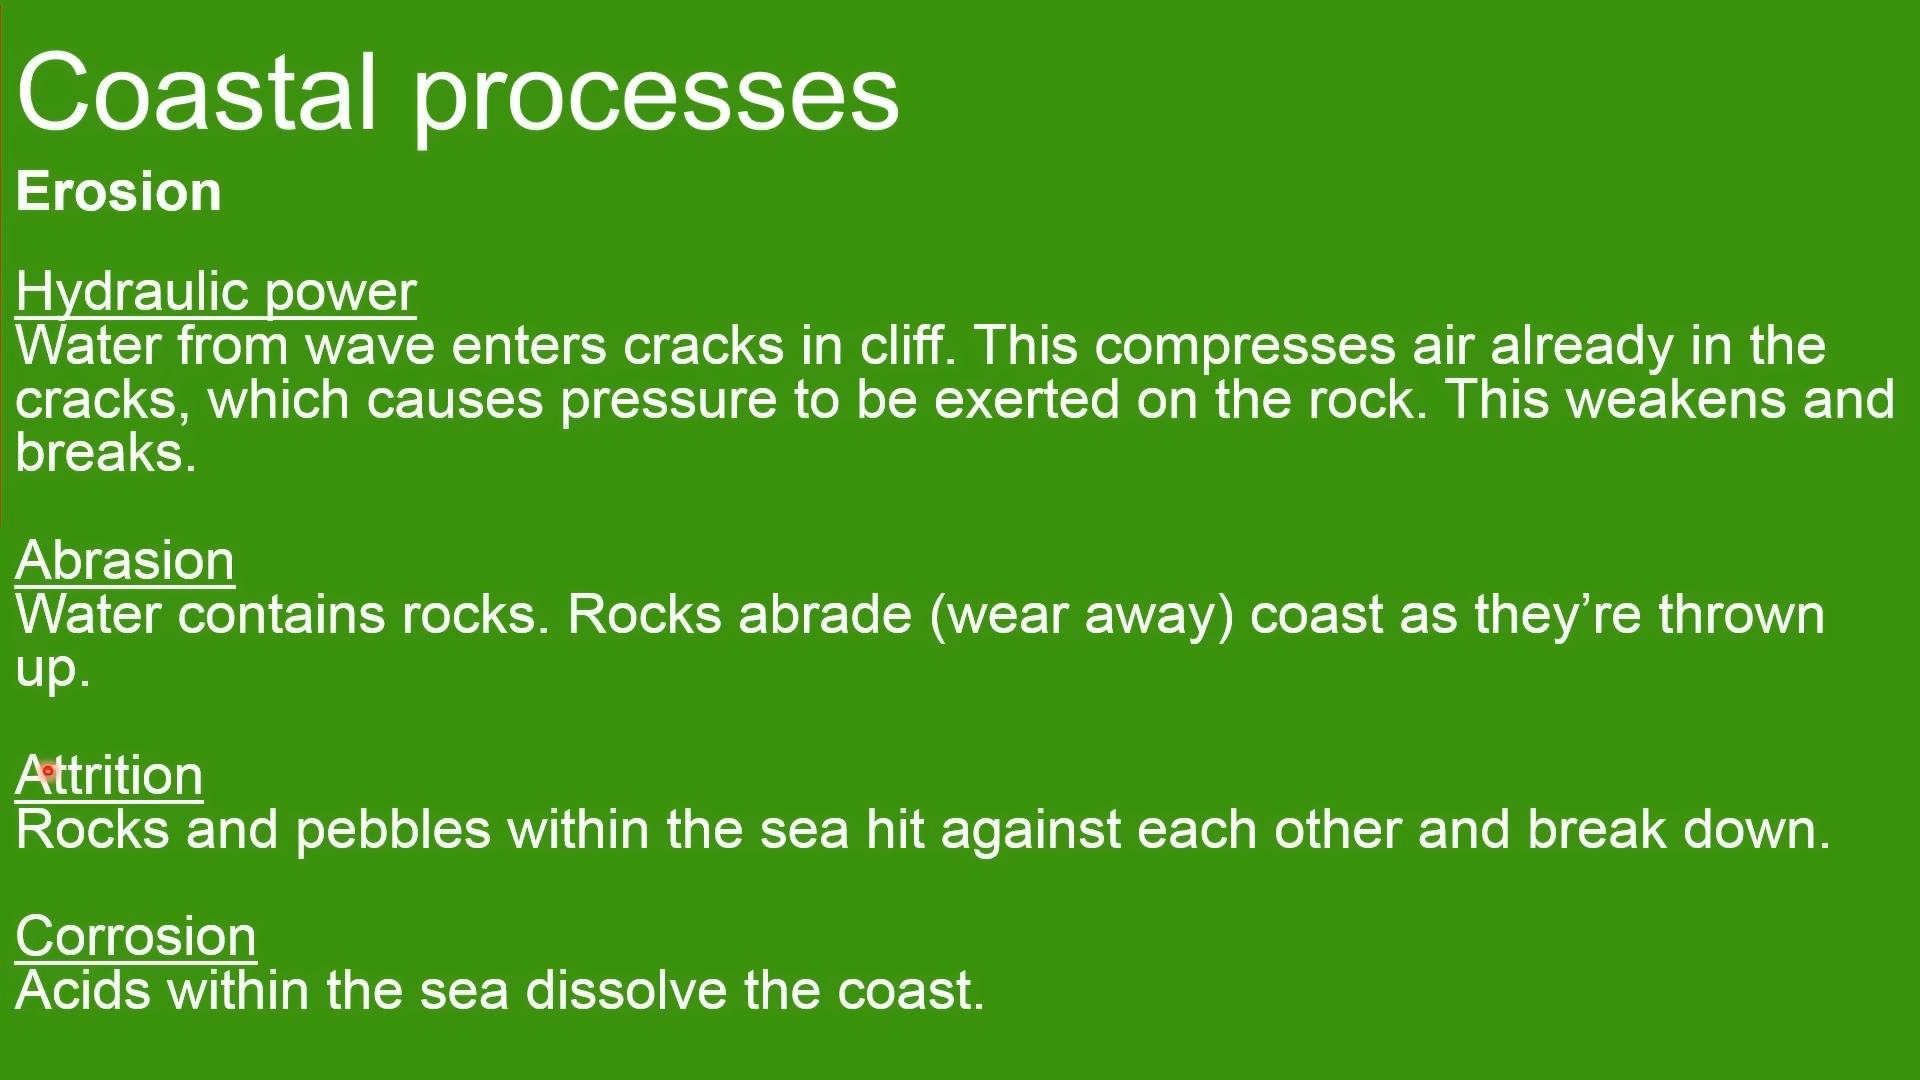 Coastal processes
Erosion
Hydraulic power
Water from wave enters cracks in cliff. This compresses air already in the
cracks, which causes pressure to be exerted on the rock. This weakens and
breaks.
Abrasion
Water contains rocks. Rocks abrade (wear away) coast as they’re thrown
up.
Attrition
Rocks and pebbles within the sea hit against each other and break down.
Corrosion
Acids within the sea dissolve the coast.